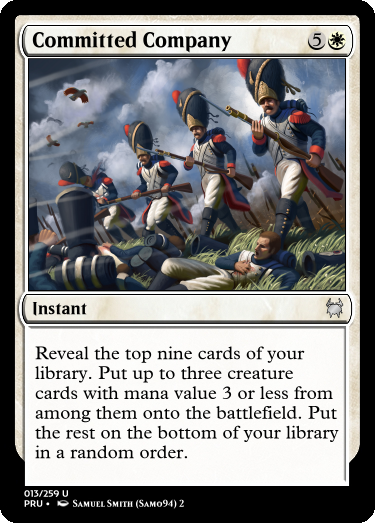 Committed Company 5
Instant
Reveal the top nine cards of your
library. Put up to three creature
cards with mana value 3 or less from
among them onto the battlefield. Put
the rest on the bottom of your library
in a random order.
013/259 U
PRU • Samuel Smith (Samo94) 2